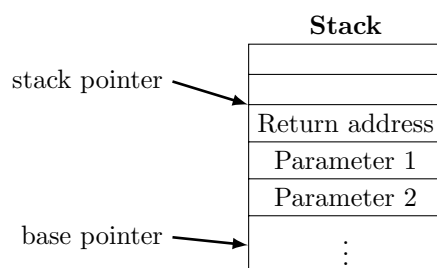 Stack
stack pointer
Return address
Parameter 1
Parameter 2
base pointer
⋮